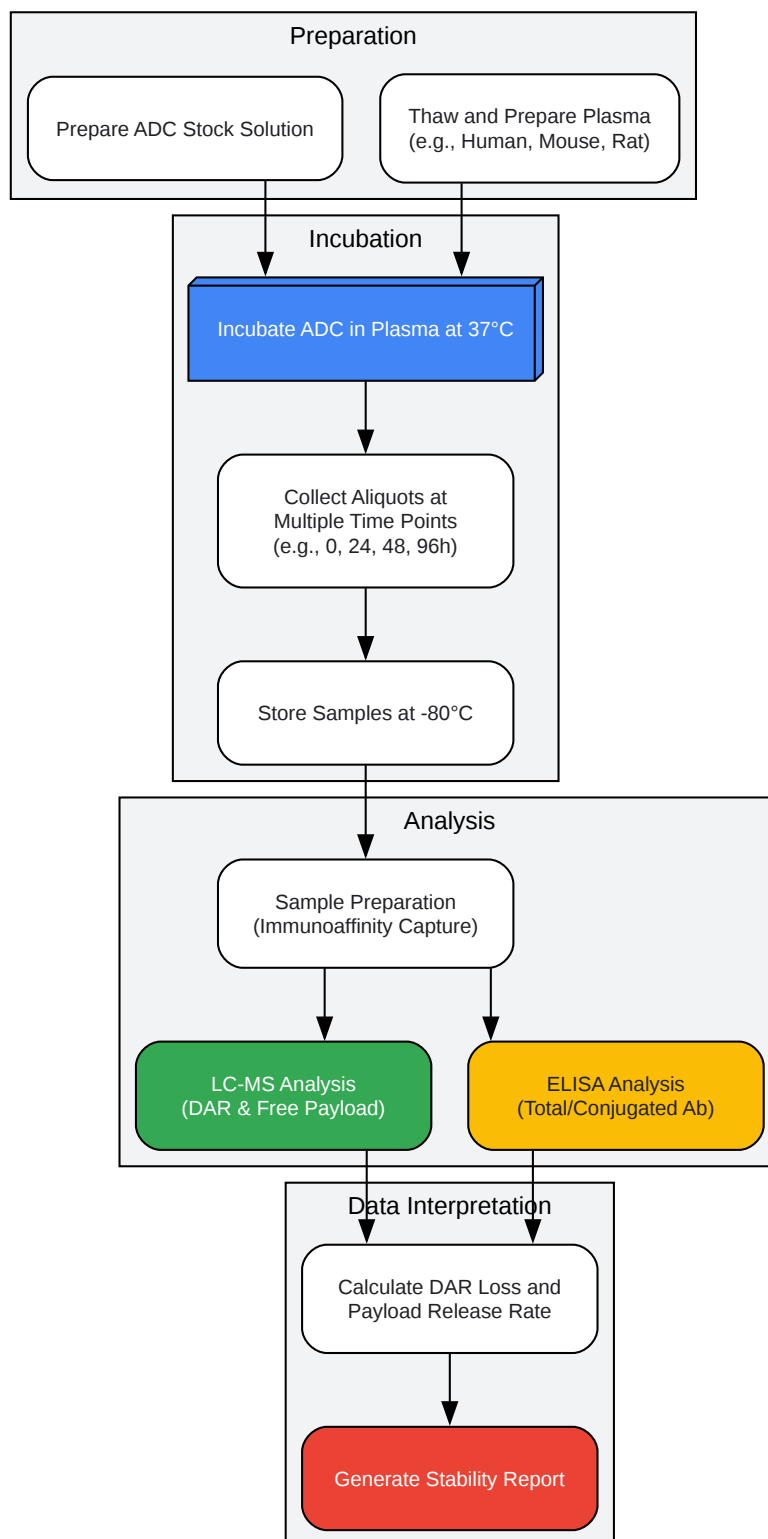 Preparation
Prepare ADC Stock Solution
Thaw and Prepare Plasma
(e.g., Human, Mouse, Rat)
Incubation
Incubate ADC in Plasma at 37°C
Collect Aliquots at
Multiple Time Points
(e.g., 0, 24, 48, 96h)
Store Samples at -80°C
Analysis
Sample Preparation
(Immunoaffinity Capture)
LC-MS Analysis
(DAR & Free Payload)
ELISA Analysis
(Total/Conjugated Ab)
Data Interpretation
Calculate DAR Loss and
Payload Release Rate
Generate Stability Report